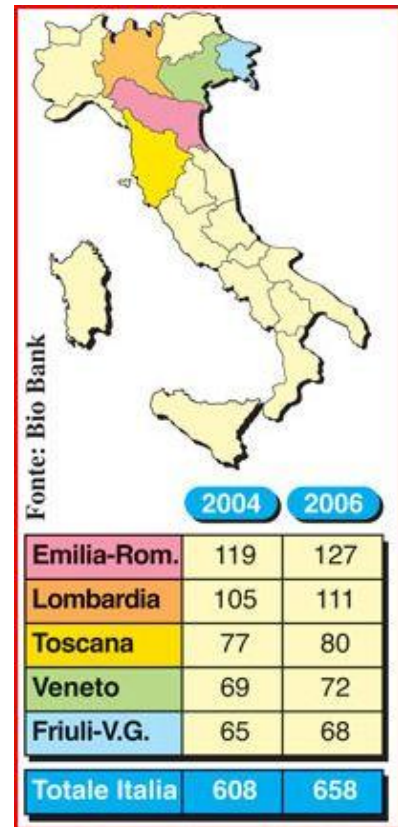 Fonte: Bio Bank
2004 2006
Emilia-Rom. 119 127
Lombardia 105 111
Toscana 77 80
Veneto 69 72
Friuli-V.G. 65 68
Totale Italia 608 658